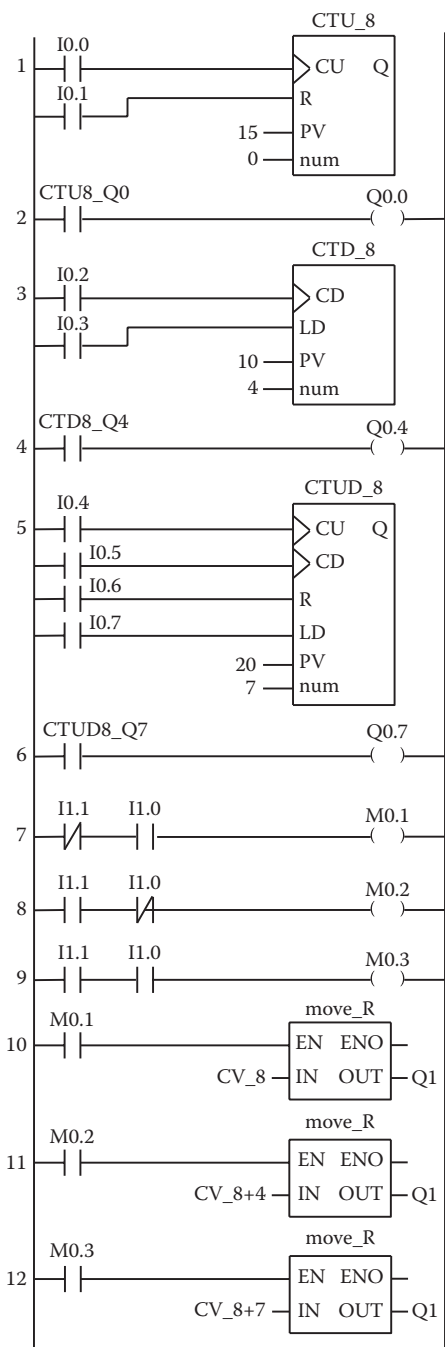 CTU_8
I0.0
1
CU Q
I0.1
R
15 PV
0 num
CTU8_Q0 Q0.0
2
CTD_8
I0.2
3
CD
I0.3
LD
10 PV
4 num
CTD8_Q4 Q0.4
4
CTUD_8
I0.4
5
CU Q
I0.5
CD
I0.6
R
I0.7
LD
20 PV
7 num
CTUD8_Q7 Q0.7
6
I1.1 I1.0 M0.1
7
I1.1 I1.0 M0.2
8
I1.1 I1.0 M0.3
9
M0.1 move_R
10 EN ENO
CV_8 IN OUT Q1
M0.2 move_R
11 EN ENO
CV_8+4 IN OUT Q1
M0.3 move_R
12 EN ENO
CV_8+7 IN OUT Q1